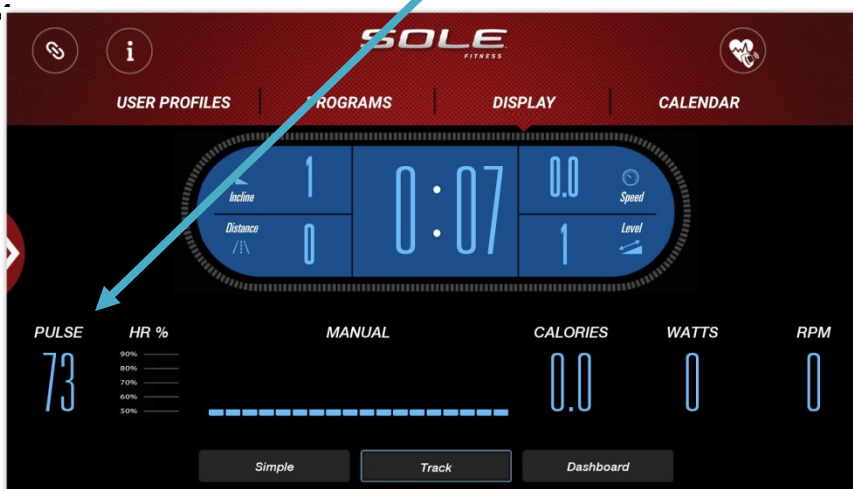 SOLE
FITNESS
USER PROFILES PROGRAMS DISPLAY CALENDAR
Incline 1 0:07 0.0 Speed
Distance 0 1 Level
PULSE HR % MANUAL CALORIES WATTS RPM
73 0.0 0 0
90%
80%
70%
60%
50%
Simple Track Dashboard